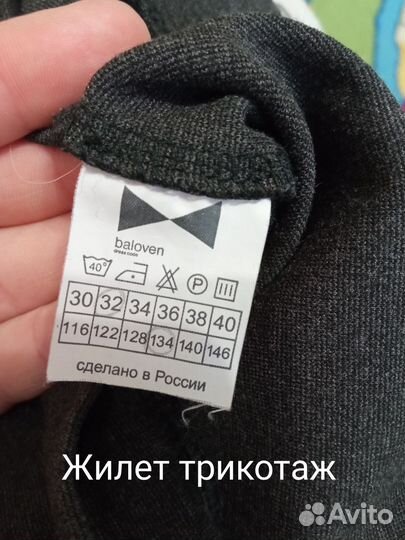 baloven
dress code
40°
P
30 32 34 36 38 40
116 122 128 134 140 146
сделано в России
Жилет трикотаж
Avito